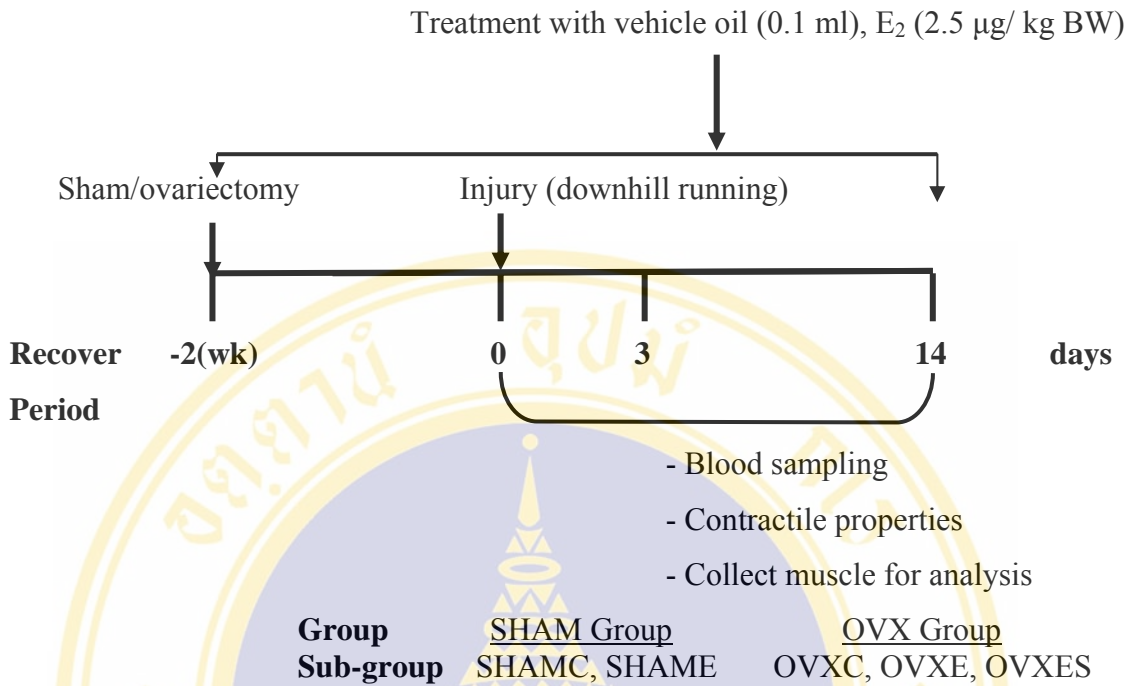 Treatment with vehicle oil (0.1 ml), E₂ (2.5 μg/ kg BW)
Sham/ovariectomy Injury (downhill running)
Recover -2(wk) 0 3 14 days
Period
- Blood sampling
- Contractile properties
- Collect muscle for analysis
Group SHAM Group OVX Group
Sub-group SHAMC, SHAME OVXC, OVXE, OVXES